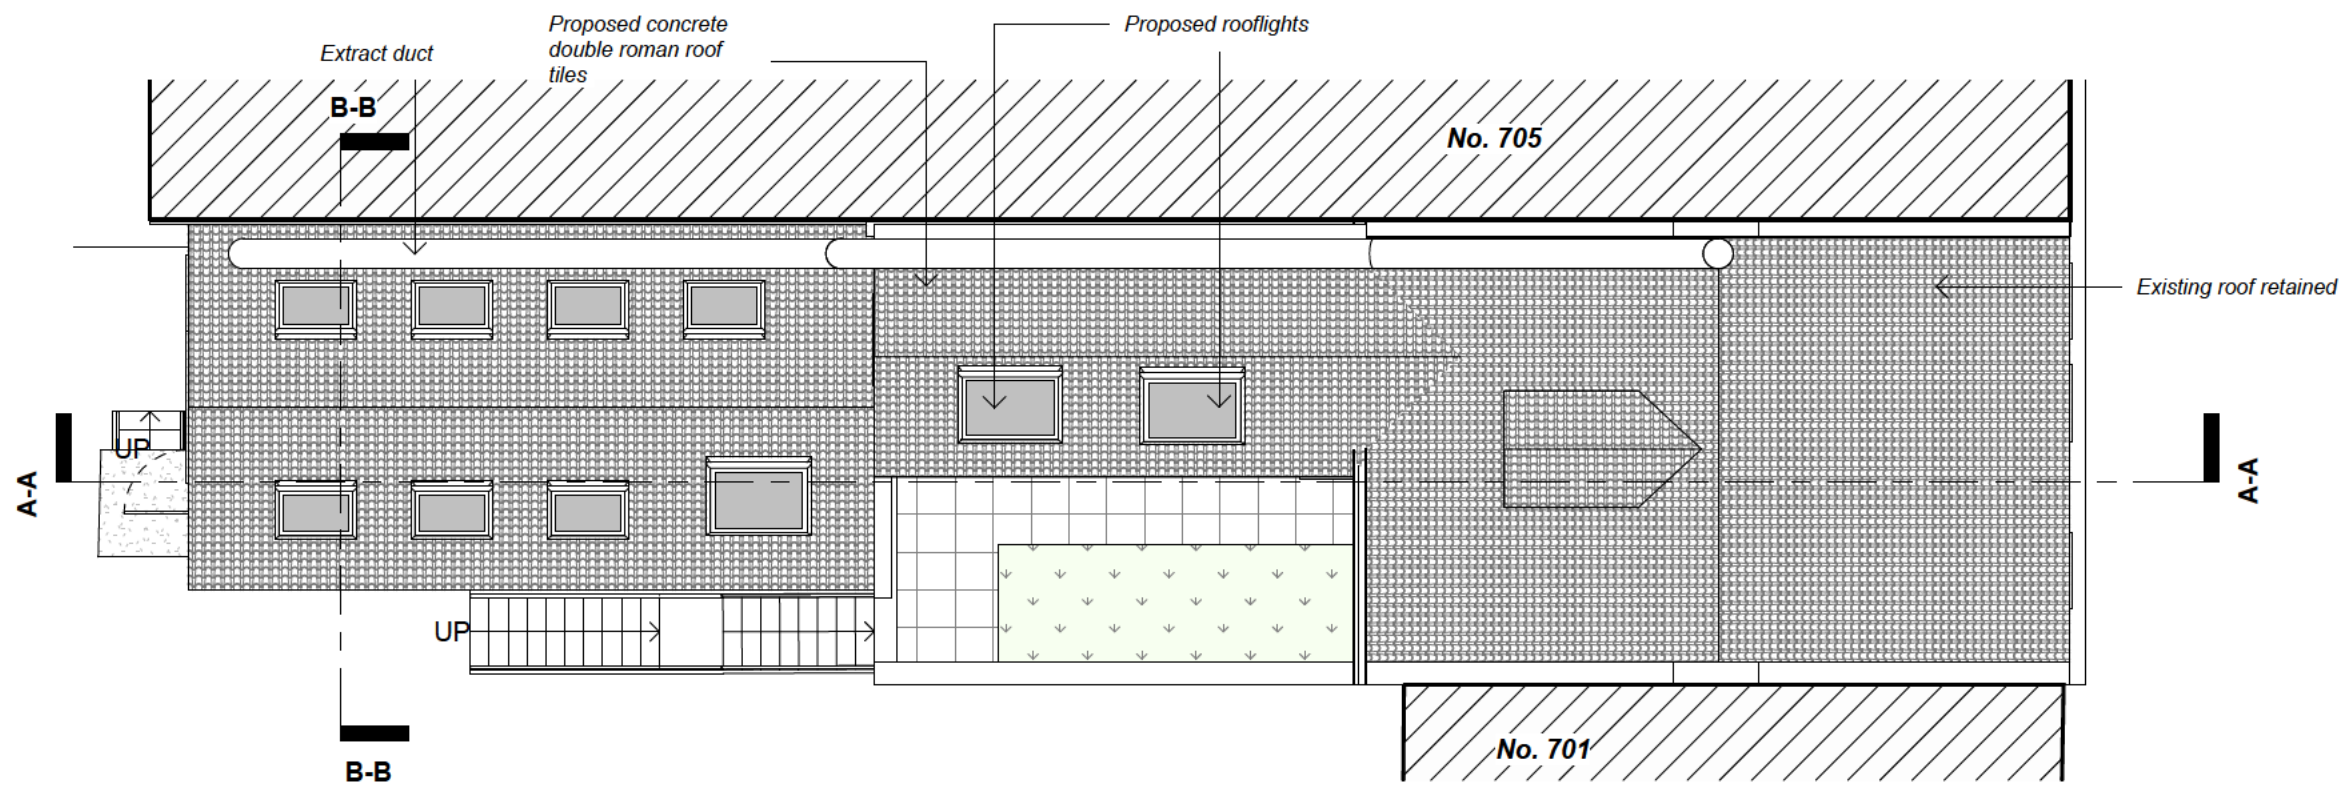 Proposed concrete
double roman roof
tiles
Proposed rooflights
Extract duct
B-B
No. 705
Existing roof retained
UP
A-A
A-A
UP
No. 701
B-B